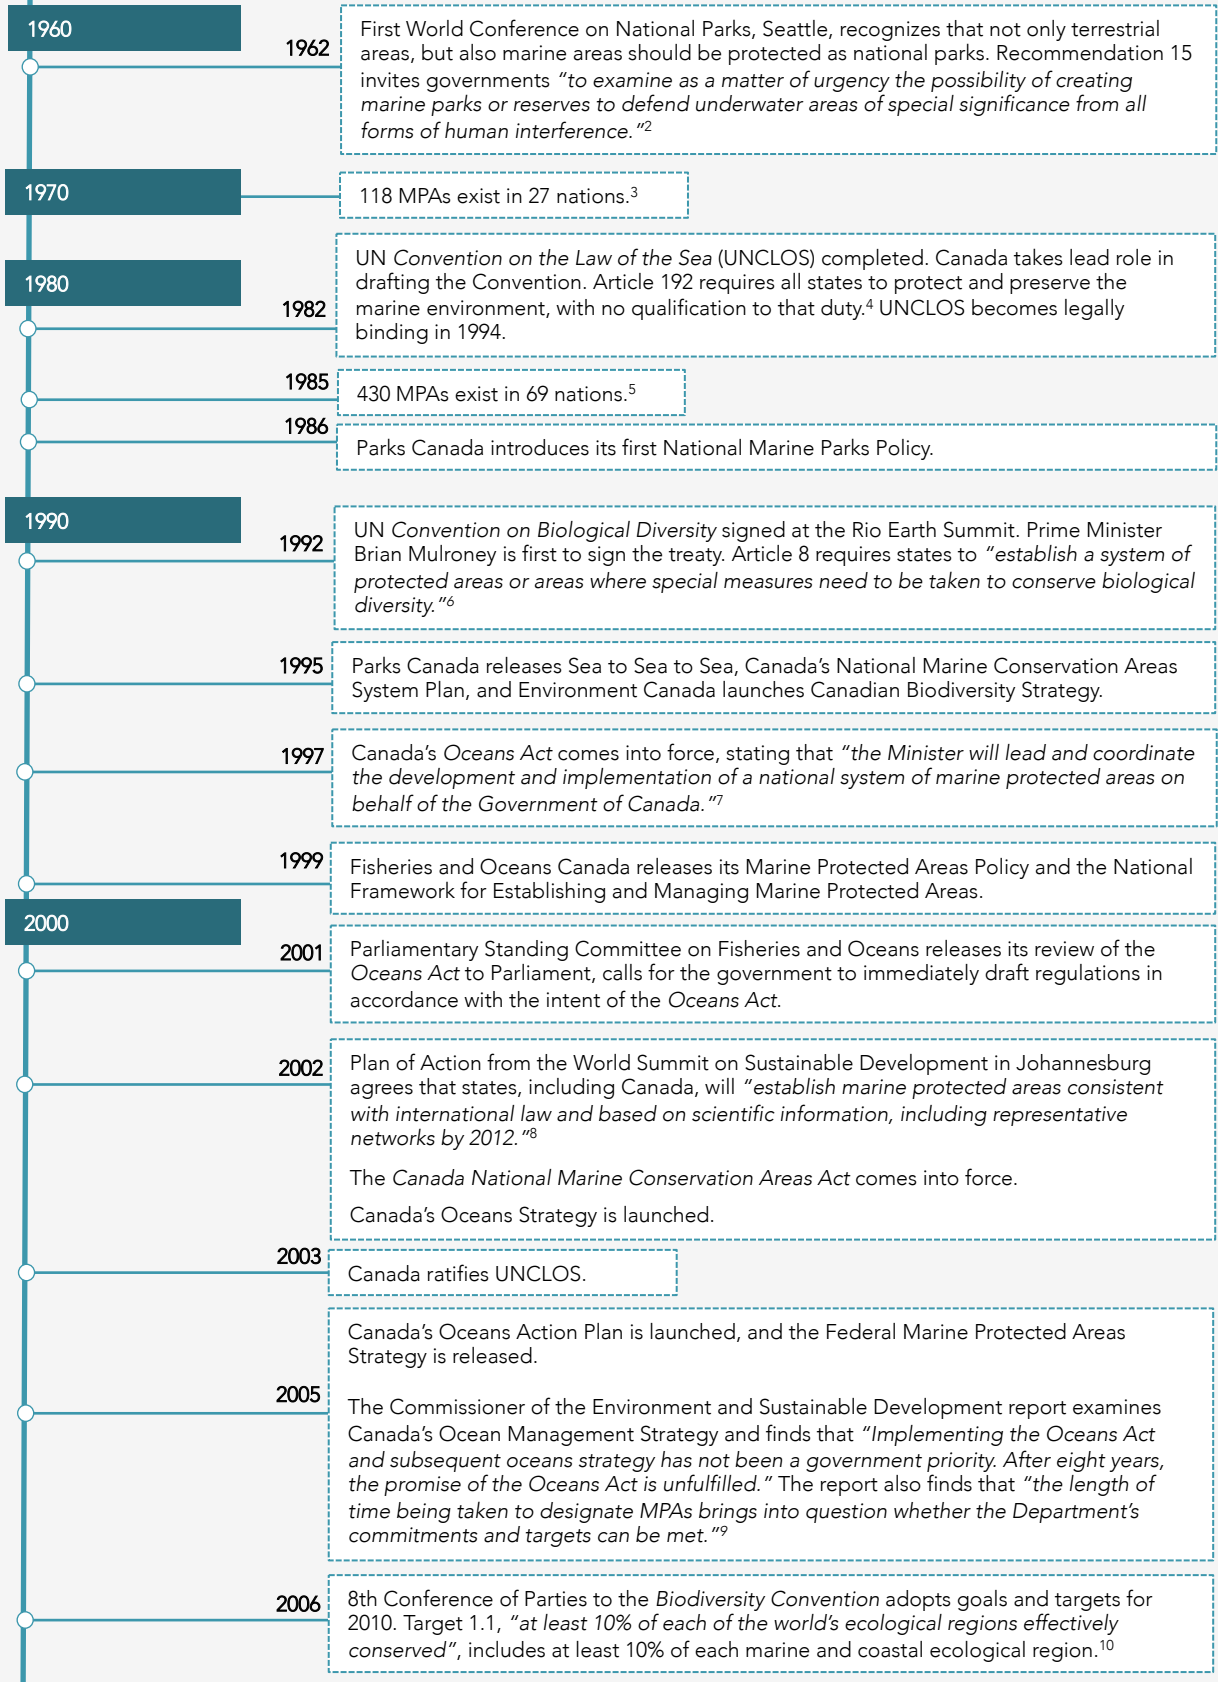 1960
1962
First World Conference on National Parks, Seattle, recognizes that not only terrestrial
areas, but also marine areas should be protected as national parks. Recommendation 15
invites governments “to examine as a matter of urgency the possibility of creating
marine parks or reserves to defend underwater areas of special significance from all
forms of human interference.”2
1970
118 MPAs exist in 27 nations.3
1980
1982
UN Convention on the Law of the Sea (UNCLOS) completed. Canada takes lead role in
drafting the Convention. Article 192 requires all states to protect and preserve the
marine environment, with no qualification to that duty.4 UNCLOS becomes legally
binding in 1994.
1985
430 MPAs exist in 69 nations.5
1986
Parks Canada introduces its first National Marine Parks Policy.
1990
1992
UN Convention on Biological Diversity signed at the Rio Earth Summit. Prime Minister
Brian Mulroney is first to sign the treaty. Article 8 requires states to “establish a system of
protected areas or areas where special measures need to be taken to conserve biological
diversity.”6
1995
Parks Canada releases Sea to Sea to Sea, Canada’s National Marine Conservation Areas
System Plan, and Environment Canada launches Canadian Biodiversity Strategy.
1997
Canada’s Oceans Act comes into force, stating that “the Minister will lead and coordinate
the development and implementation of a national system of marine protected areas on
behalf of the Government of Canada.”7
1999
Fisheries and Oceans Canada releases its Marine Protected Areas Policy and the National
Framework for Establishing and Managing Marine Protected Areas.
2000
2001
Parliamentary Standing Committee on Fisheries and Oceans releases its review of the
Oceans Act to Parliament, calls for the government to immediately draft regulations in
accordance with the intent of the Oceans Act.
2002
Plan of Action from the World Summit on Sustainable Development in Johannesburg
agrees that states, including Canada, will “establish marine protected areas consistent
with international law and based on scientific information, including representative
networks by 2012.”8
The Canada National Marine Conservation Areas Act comes into force.
Canada’s Oceans Strategy is launched.
2003
Canada ratifies UNCLOS.
2005
Canada’s Oceans Action Plan is launched, and the Federal Marine Protected Areas
Strategy is released.
The Commissioner of the Environment and Sustainable Development report examines
Canada’s Ocean Management Strategy and finds that “Implementing the Oceans Act
and subsequent oceans strategy has not been a government priority. After eight years,
the promise of the Oceans Act is unfulfilled.” The report also finds that “the length of
time being taken to designate MPAs brings into question whether the Department’s
commitments and targets can be met.”9
2006
8th Conference of Parties to the Biodiversity Convention adopts goals and targets for
2010. Target 1.1, “at least 10% of each of the world’s ecological regions effectively
conserved”, includes at least 10% of each marine and coastal ecological region.10